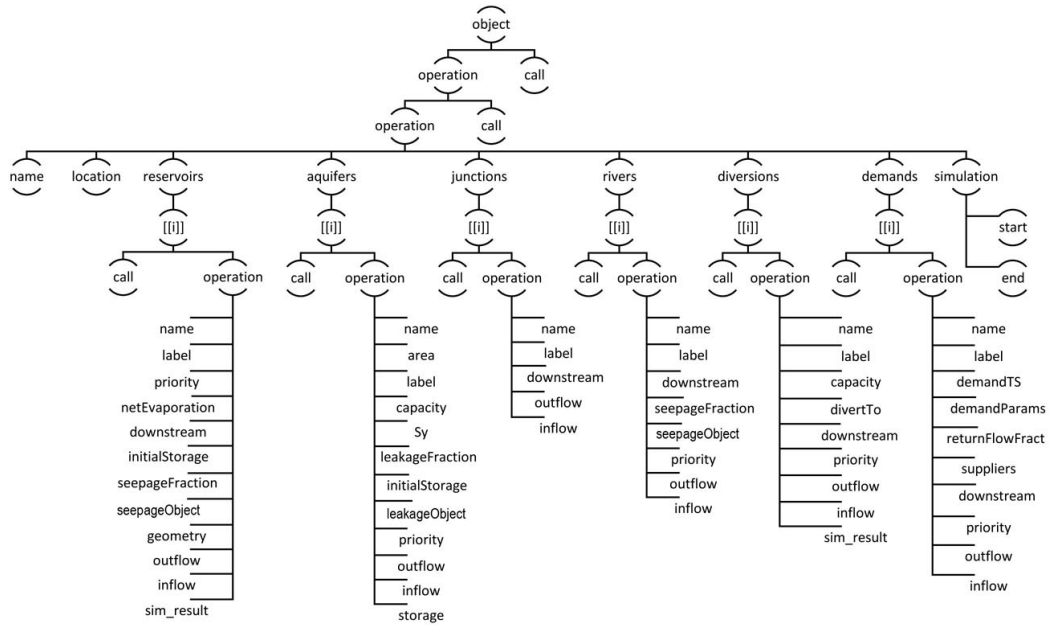 object
operation call
operation call
name location reservoirs aquifers junctions rivers diversions demands simulation
[[i]] [[i]] [[i]] [[i]] [[i]] [[i]] start
call operation call operation call operation call operation call operation call operation end
name
label
priority
netEvaporation
downstream
initialStorage
seepageFraction
seepageObject
geometry
outflow
inflow
sim_result
name
area
label
capacity
Sy
leakageFraction
initialStorage
leakageObject
priority
outflow
inflow
storage
name
label
downstream
outflow
inflow
name
label
downstream
seepageFraction
seepageObject
priority
outflow
inflow
name
label
capacity
divertTo
downstream
priority
outflow
inflow
sim_result
name
label
demandTS
demandParams
returnFlowFract
suppliers
downstream
priority
outflow
inflow